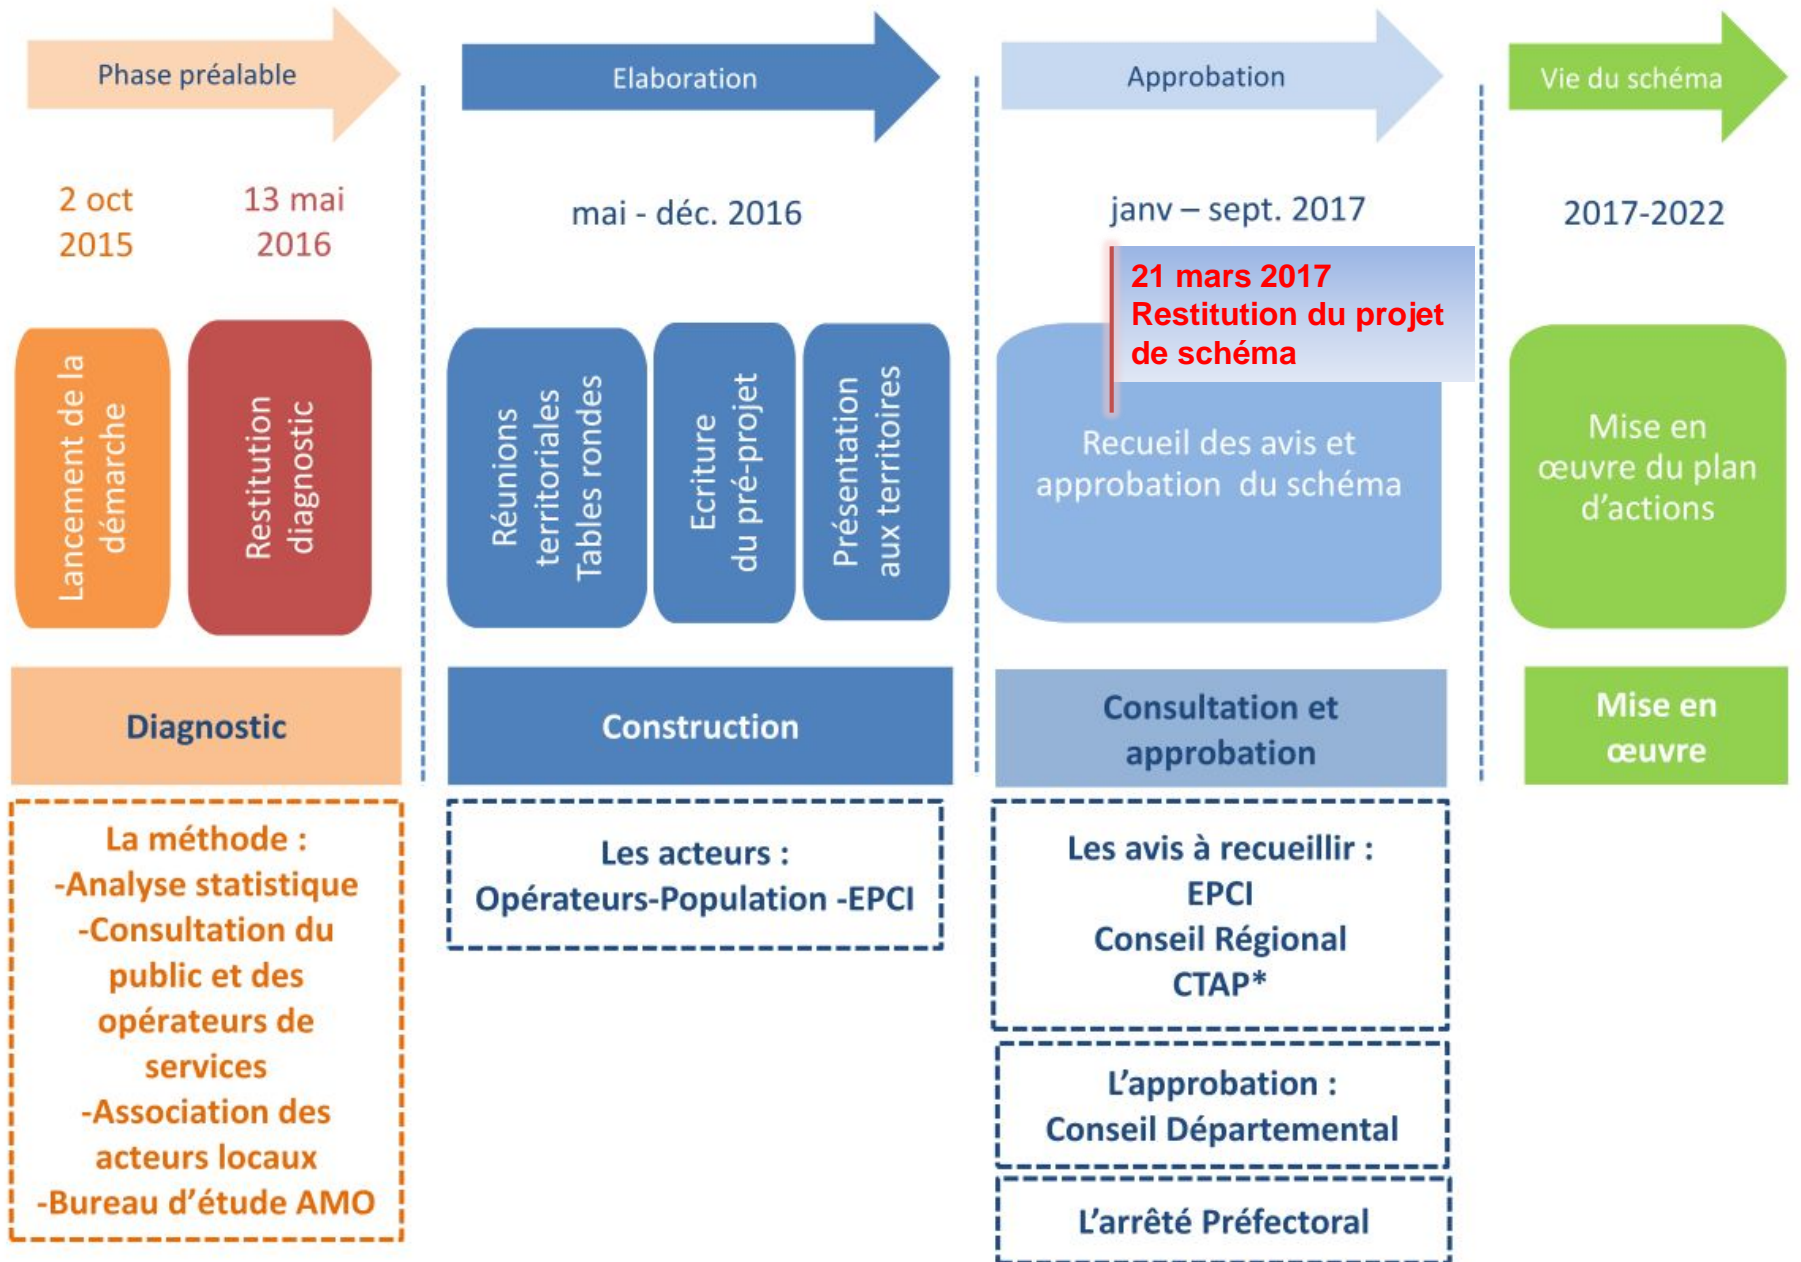 Phase préalable
Elaboration
Approbation
Vie du schéma
2 oct
2015
13 mai
2016
mai - déc. 2016
janv – sept. 2017
2017-2022
21 mars 2017
Restitution du projet
de schéma
Lancement de la
démarche
Restitution
diagnostic
Réunions
territoriales
Tables rondes
Ecriture
du pré-projet
Présentation
aux territoires
Recueil des avis et
approbation du schéma
Mise en
œuvre du plan
d’actions
Diagnostic
Construction
Consultation et
approbation
Mise en
œuvre
La méthode :
-Analyse statistique
-Consultation du
public et des
opérateurs de
services
-Association des
acteurs locaux
-Bureau d’étude AMO
Les acteurs :
Opérateurs-Population -EPCI
Les avis à recueillir :
EPCI
Conseil Régional
CTAP*
L’approbation :
Conseil Départemental
L’arrêté Préfectoral